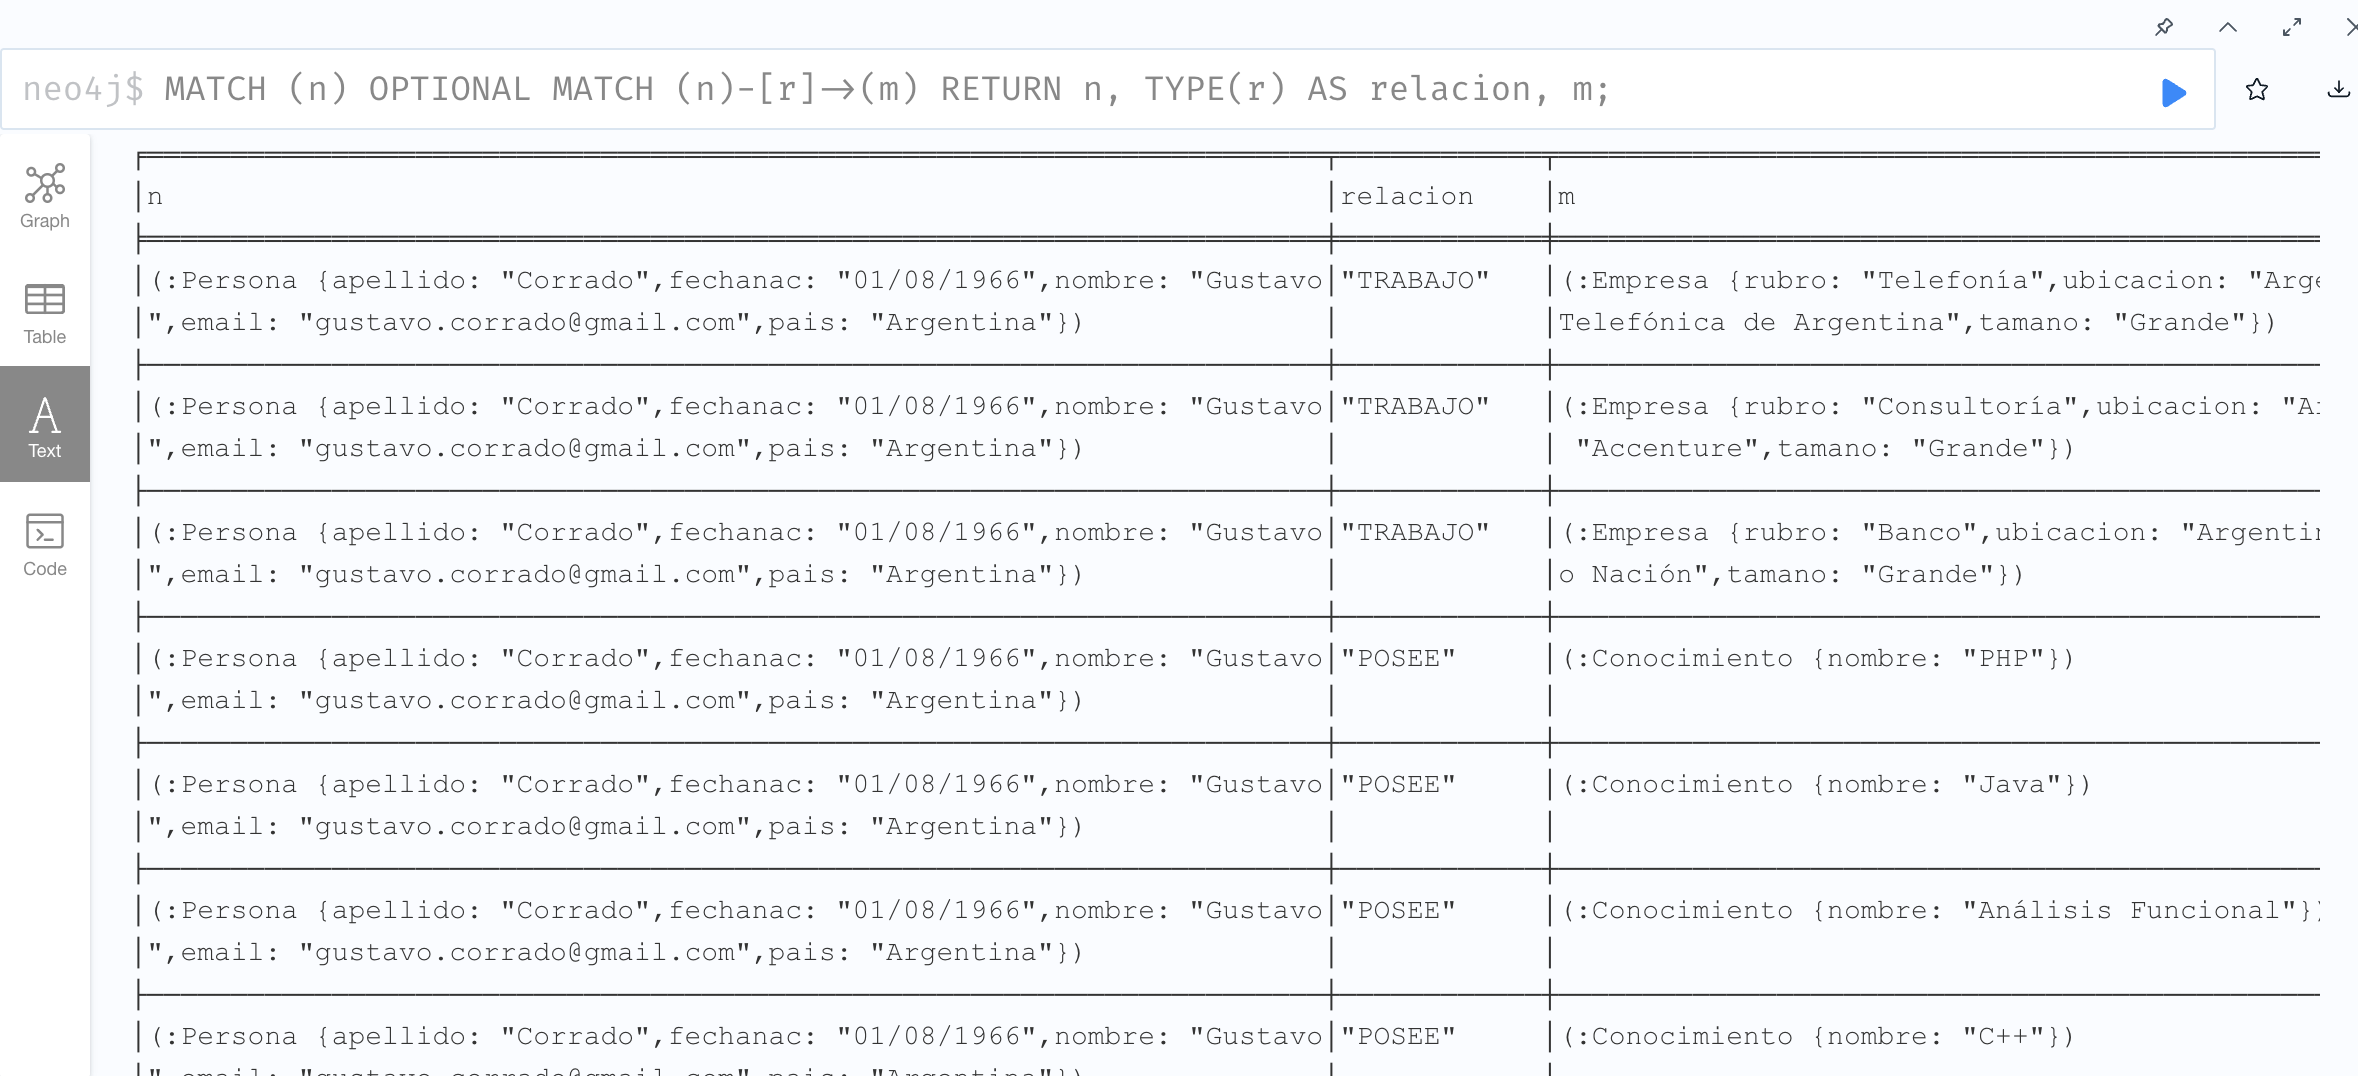 neo4j$ MATCH (n) OPTIONAL MATCH (n)-[r]->(m) RETURN n, TYPE(r) AS relacion, m;
Graph
Table
Text
Code
n relacion m
(:Persona {apellido: "Corrado",fechanac: "01/08/1966",nombre: "Gustavo "TRABAJO" (:Empresa {rubro: "Telefonía",ubicacion: "Arge
",email: "gustavo.corrado@gmail.com",pais: "Argentina"}) Telefónica de Argentina",tamano: "Grande"})
(:Persona {apellido: "Corrado",fechanac: "01/08/1966",nombre: "Gustavo "TRABAJO" (:Empresa {rubro: "Consultoría",ubicacion: "A
",email: "gustavo.corrado@gmail.com",pais: "Argentina"}) "Accenture",tamano: "Grande"})
(:Persona {apellido: "Corrado",fechanac: "01/08/1966",nombre: "Gustavo "TRABAJO" (:Empresa {rubro: "Banco",ubicacion: "Argentin
",email: "gustavo.corrado@gmail.com",pais: "Argentina"}) o Nación",tamano: "Grande"})
(:Persona {apellido: "Corrado",fechanac: "01/08/1966",nombre: "Gustavo "POSEE" (:Conocimiento {nombre: "PHP"})
",email: "gustavo.corrado@gmail.com",pais: "Argentina"})
(:Persona {apellido: "Corrado",fechanac: "01/08/1966",nombre: "Gustavo "POSEE" (:Conocimiento {nombre: "Java"})
",email: "gustavo.corrado@gmail.com",pais: "Argentina"})
(:Persona {apellido: "Corrado",fechanac: "01/08/1966",nombre: "Gustavo "POSEE" (:Conocimiento {nombre: "Análisis Funcional"})
",email: "gustavo.corrado@gmail.com",pais: "Argentina"})
(:Persona {apellido: "Corrado",fechanac: "01/08/1966",nombre: "Gustavo "POSEE" (:Conocimiento {nombre: "C++"})